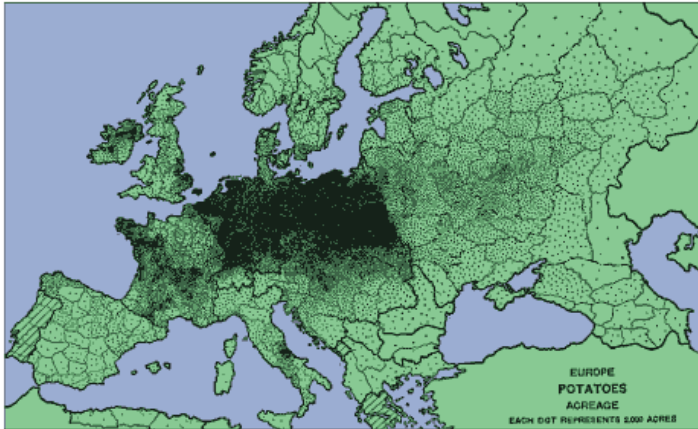 EUROPE
POTATOES
ACREAGE
EACH DOT REPRESENTS 2,000 ACRES